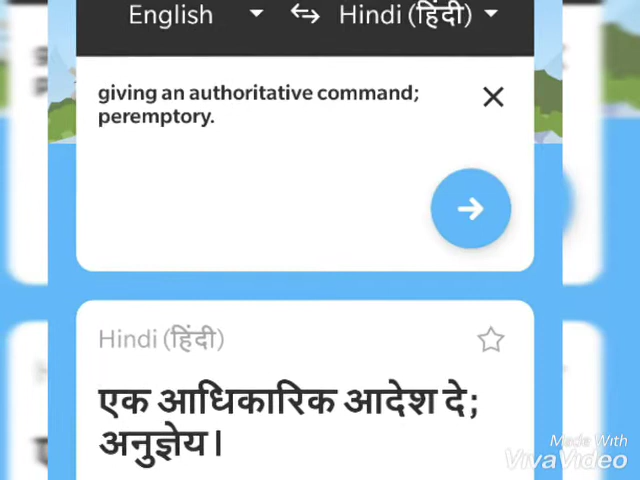 English Hindi (हिंदी)
giving an authoritative command;
peremptory.
Hindi (हिंदी)
एक आधिकारिक आदेश दे;
अनुज्ञेय।
Made With
VivaVideo